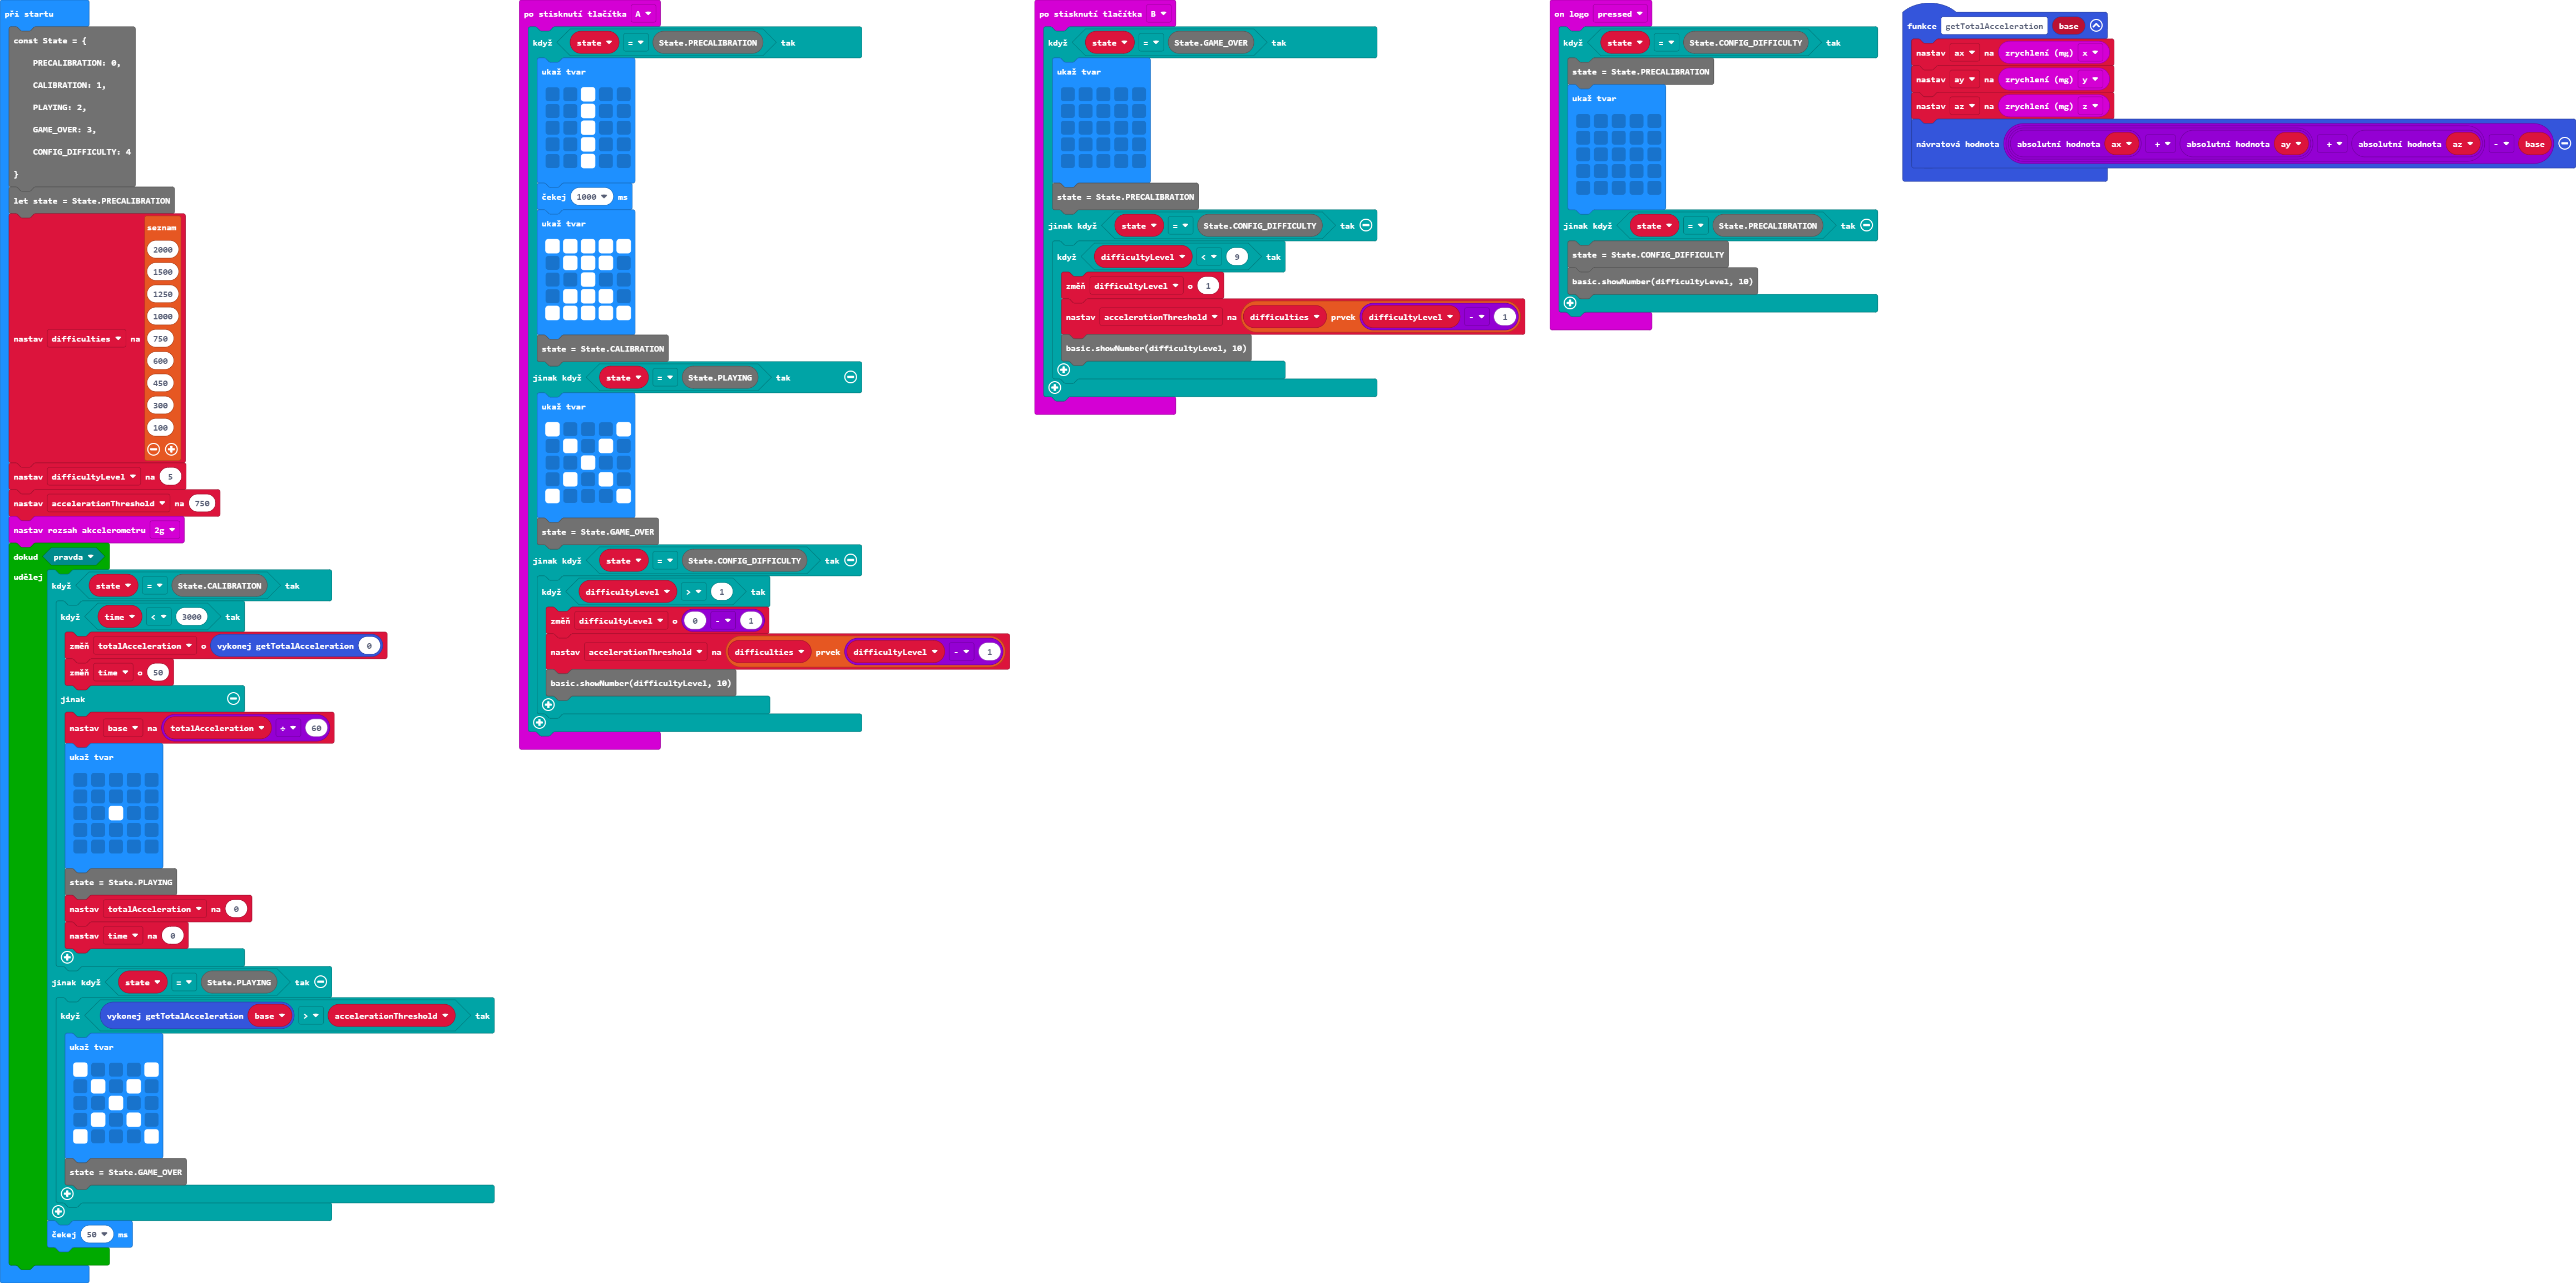 při startu
const State = {
PRECALIBRATION: 0,
CALIBRATION: 1,
PLAYING: 2,
GAME_OVER: 3,
CONFIG_DIFFICULTY: 4
}
let state = State.PRECALIBRATION
nastav difficulties na
seznam
2000
1500
1250
1000
750
600
450
300
100
nastav difficultyLevel na 5
nastav accelerationThreshold na 750
nastav rozsah akcelerometru 2g
dokud pravda
udělej
když state = State.CALIBRATION tak
když time < 3000 tak
změň totalAcceleration o vykonej getTotalAcceleration 0
změň time o 50
jinak
nastav base na totalAcceleration ÷ 60
ukaž tvar
state = State.PLAYING
nastav totalAcceleration na 0
nastav time na 0
jinak když state = State.PLAYING tak
když vykonej getTotalAcceleration base > accelerationThreshold tak
ukaž tvar
state = State.GAME_OVER
čekej 50 ms
po stisknutí tlačítka A
když state = State.PRECALIBRATION tak
ukaž tvar
čekej 1000 ms
ukaž tvar
state = State.CALIBRATION
jinak když state = State.PLAYING tak
ukaž tvar
state = State.GAME_OVER
jinak když state = State.CONFIG_DIFFICULTY tak
když difficultyLevel > 1 tak
změň difficultyLevel o 0 - 1
nastav accelerationThreshold na difficulties prvek difficultyLevel - 1
basic.showNumber(difficultyLevel, 10)
po stisknutí tlačítka B
když state = State.GAME_OVER tak
ukaž tvar
state = State.PRECALIBRATION
jinak když state = State.CONFIG_DIFFICULTY tak
když difficultyLevel < 9 tak
změň difficultyLevel o 1
nastav accelerationThreshold na difficulties prvek difficultyLevel - 1
basic.showNumber(difficultyLevel, 10)
on logo pressed
když state = State.CONFIG_DIFFICULTY tak
state = State.PRECALIBRATION
ukaž tvar
jinak když state = State.PRECALIBRATION tak
state = State.CONFIG_DIFFICULTY
basic.showNumber(difficultyLevel, 10)
funkce getTotalAcceleration base
nastav ax na zrychlení (mg) x
nastav ay na zrychlení (mg) y
nastav az na zrychlení (mg) z
návratová hodnota absolutní hodnota ax + absolutní hodnota ay + absolutní hodnota az - base